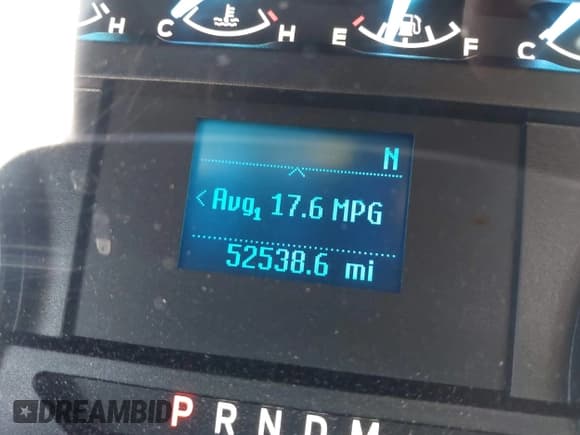 H C H E F C
N
< Avg1 17.6 MPG
52538.6 mi
P R N D M
DREAMBID